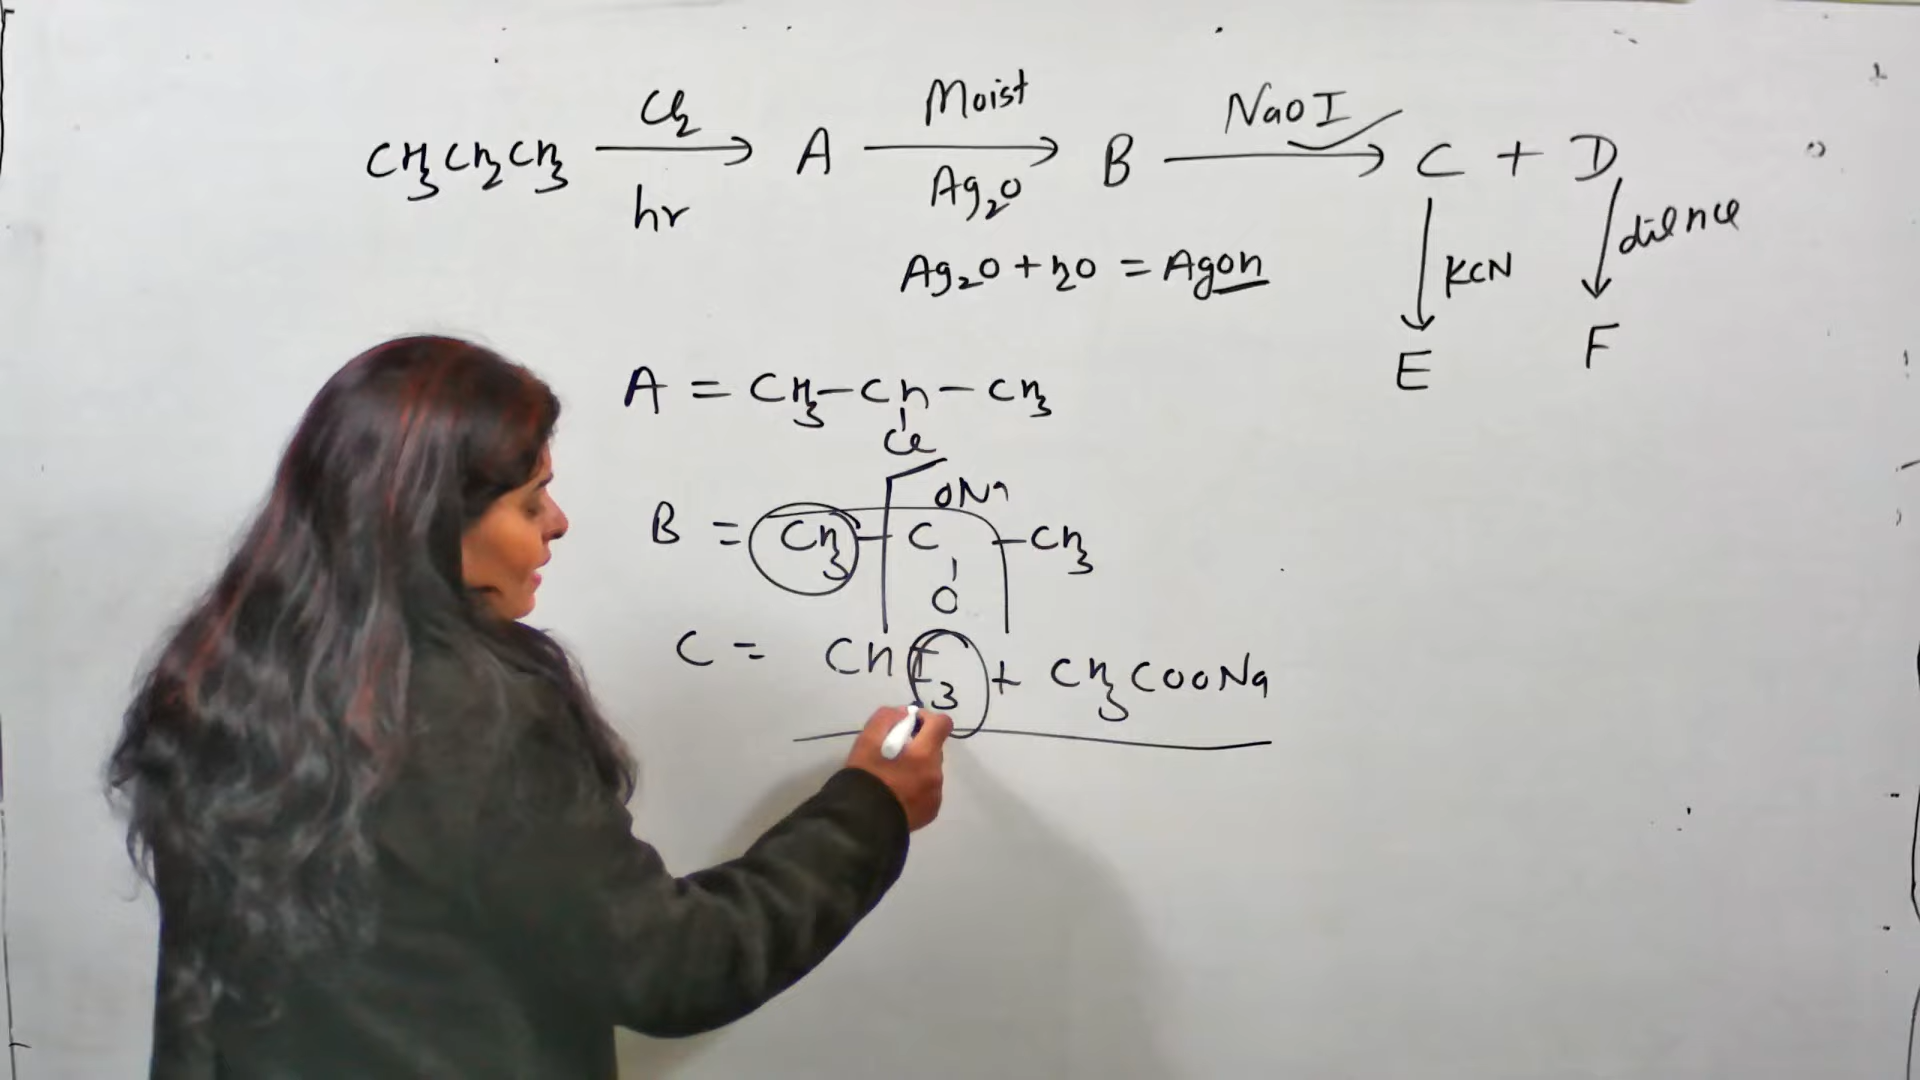 CH3CH2CH3 Cl2 hr A Moist Ag2O B NaOI C + D
KCN dil HCl
Ag2O + H2O = AgOH
E F
A = CH3-CH-CH3
Cl
ONa
B = CH3-C-CH3
O
C = CHI3 + CH3COONa